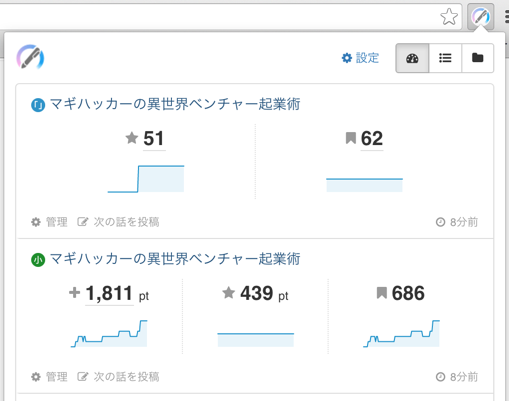 設定
マギハッカーの異世界ベンチャー起業術
51
62
管理 次の話を投稿 8分前
小 マギハッカーの異世界ベンチャー起業術
1,811 pt
439 pt
686
管理 次の話を投稿 8分前